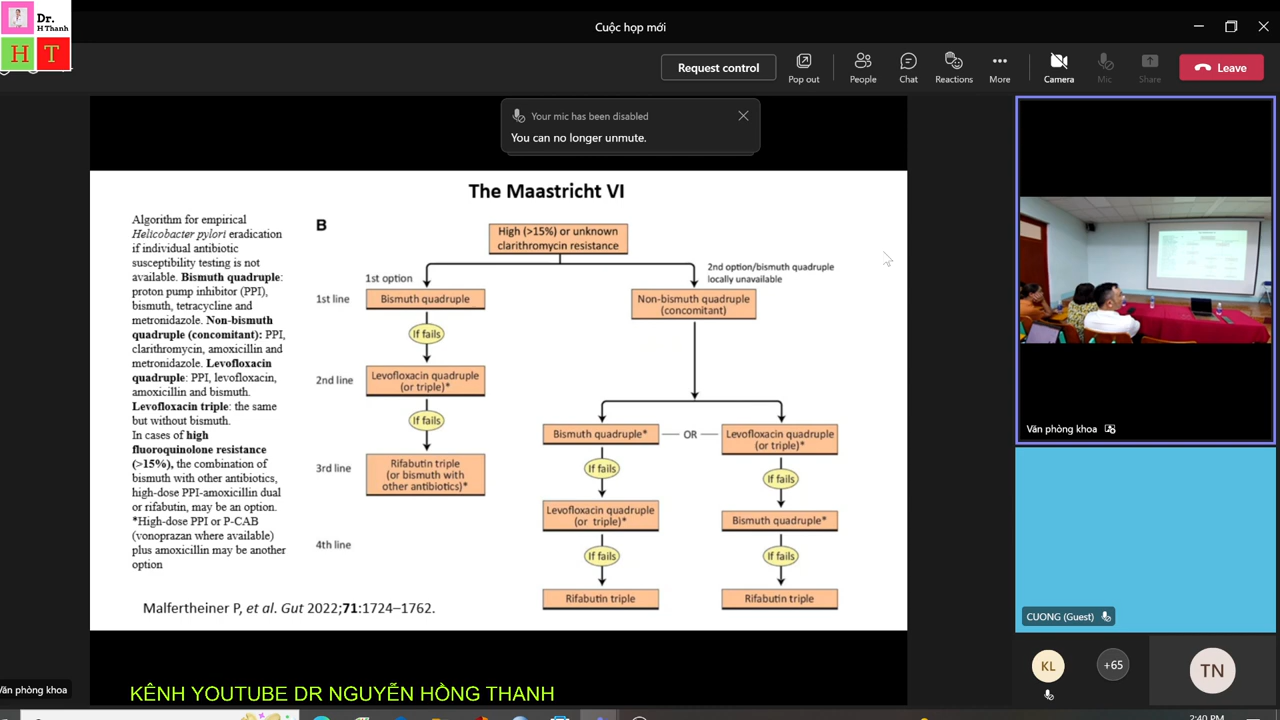 Dr.
H Thanh
H T
Cuộc họp mới
Request control
Pop out
People
Chat
Reactions
More
Camera
Mic
Share
Leave
Your mic has been disabled
You can no longer unmute.
The Maastricht VI
Algorithm for empirical
Helicobacter pylori eradication
if individual antibiotic
susceptibility testing is not
available. Bismuth quadruple:
proton pump inhibitor (PPI),
bismuth, tetracycline and
metronidazole. Non-bismuth
quadruple (concomitant): PPI,
clarithromycin, amoxicillin and
metronidazole. Levofloxacin
quadruple: PPI, levofloxacin,
amoxicillin and bismuth.
Levofloxacin triple: the same
but without bismuth.
In cases of high
fluoroquinolone resistance
(>15%), the combination of
bismuth with other antibiotics,
high-dose PPI-amoxicillin dual
or rifabutin, may be an option.
*High-dose PPI or P-CAB
(vonoprazan where available)
plus amoxicillin may be another
option
B
High (>15%) or unknown
clarithromycin resistance
1st option
2nd option/bismuth quadruple
locally unavailable
1st line
Bismuth quadruple
Non-bismuth quadruple
(concomitant)
If fails
2nd line
Levofloxacin quadruple
(or triple)*
If fails
Bismuth quadruple*
OR
Levofloxacin quadruple
(or triple)*
3rd line
Rifabutin triple
(or bismuth with
other antibiotics)*
If fails
If fails
Levofloxacin quadruple
(or triple)*
Bismuth quadruple*
4th line
If fails
If fails
Rifabutin triple
Rifabutin triple
Malfertheiner P, et al. Gut 2022;71:1724–1762.
Văn phòng khoa
CUONG (Guest)
KL
+65
TN
Văn phòng khoa
KÊNH YOUTUBE DR NGUYỄN HỒNG THANH
2:40 PM